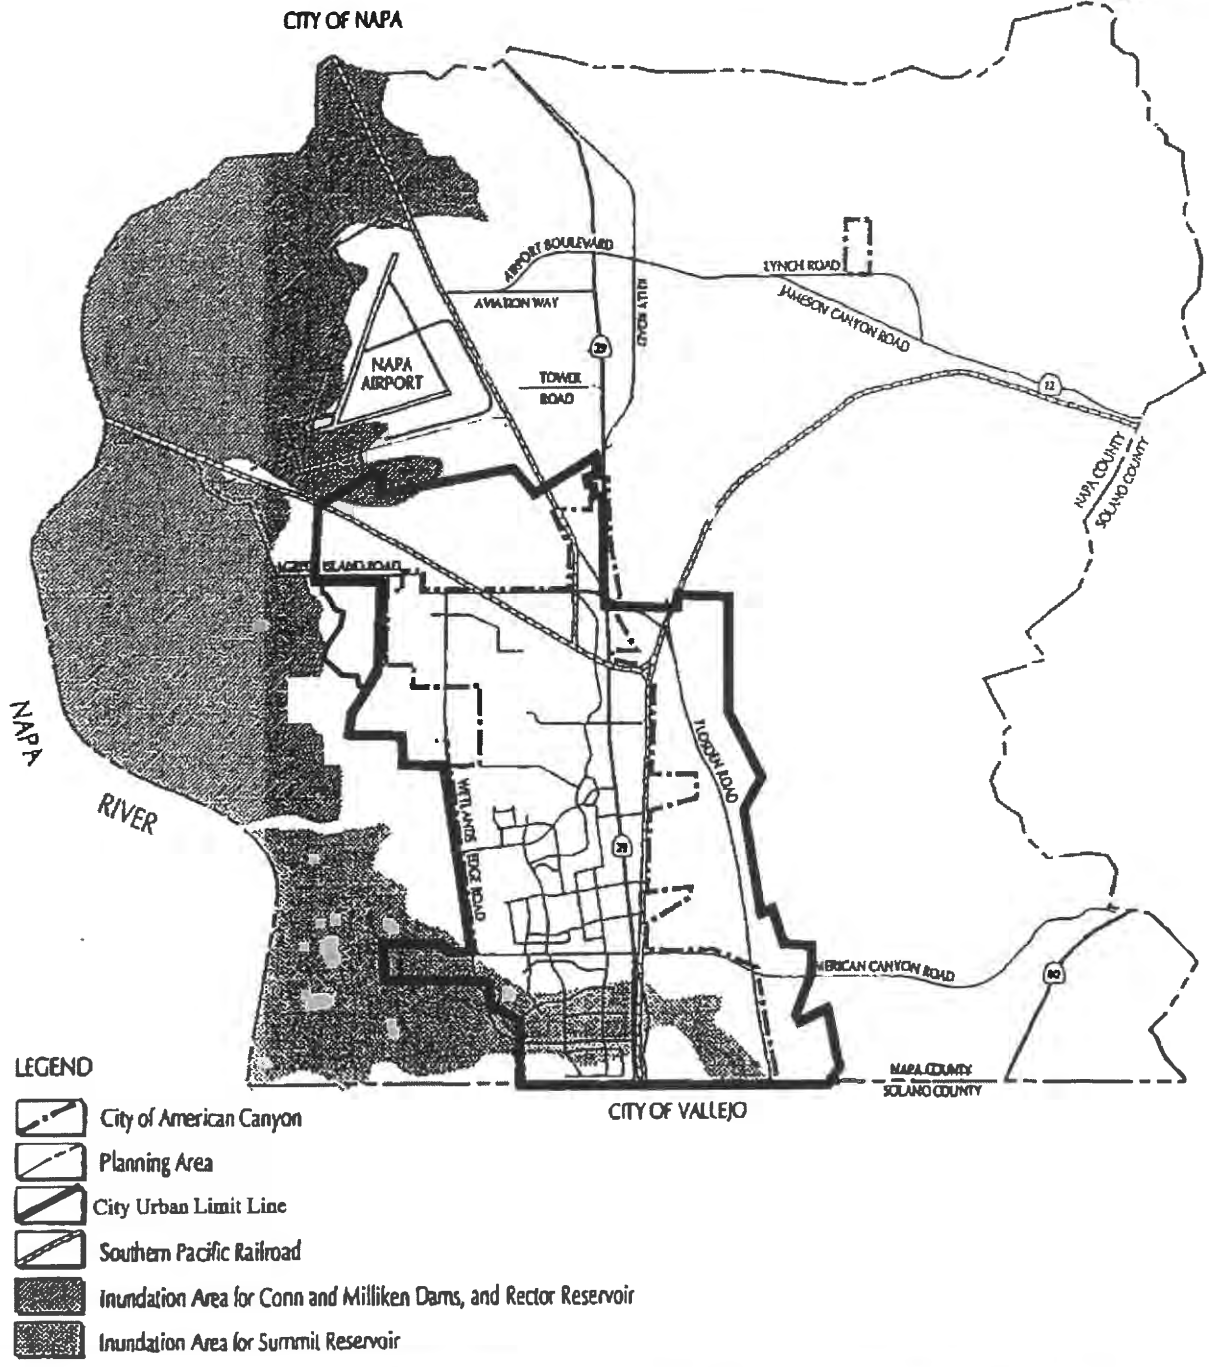 CITY OF NAPA
AIRPORT BOULEVARD
LYNCH ROAD
AVIATION WAY
JAMESON CANYON ROAD
29
NAPA
AIRPORT
TOWER
ROAD
12
NAPA COUNTY
SOLANO COUNTY
ISLAND ROAD
NAPA
RIVER
FLOSDEN ROAD
WETLANDS EDGE ROAD
29
MERICAN CANYON ROAD
80
NAPA COUNTY
SOLANO COUNTY
CITY OF VALLEJO
LEGEND
City of American Canyon
Planning Area
City Urban Limit Line
Southern Pacific Railroad
Inundation Area for Conn and Milliken Dams, and Rector Reservoir
Inundation Area for Summit Reservoir